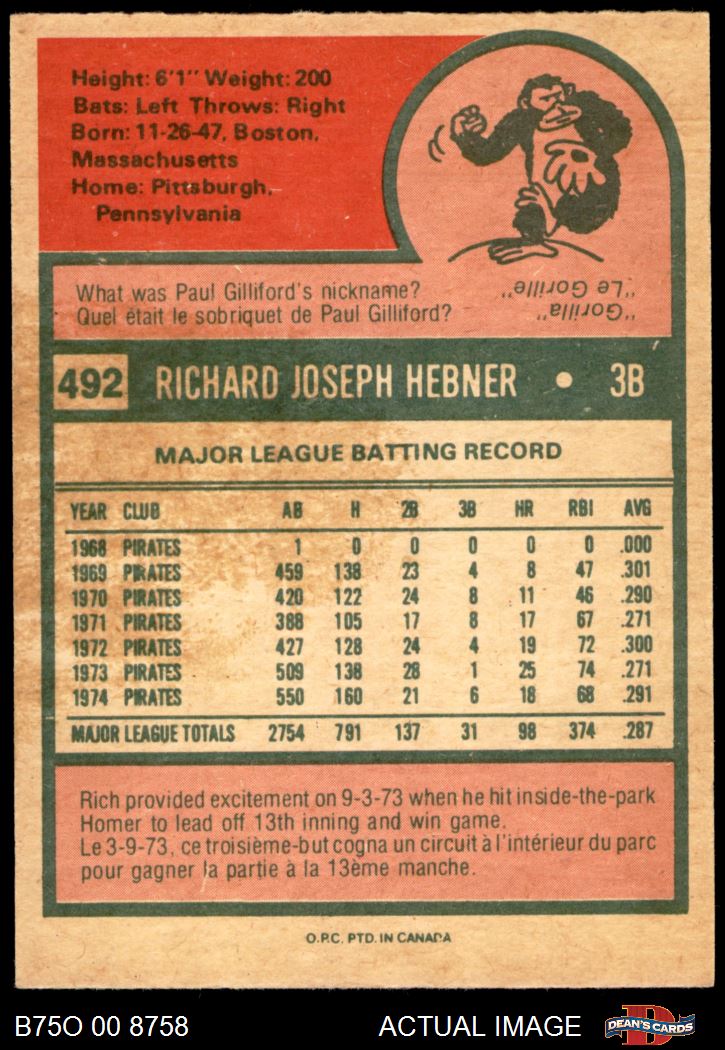 Height: 6'1" Weight: 200
Bats: Left Throws: Right
Born: 11-26-47, Boston,
Massachusetts
Home: Pittsburgh,
Pennsylvania
What was Paul Gilliford's nickname?
Quel était le sobriquet de Paul Gilliford?
"Gorilla"
"Le Gorille"
492 RICHARD JOSEPH HEBNER • 3B
MAJOR LEAGUE BATTING RECORD
YEAR CLUB AB H 2B 3B HR RBI AVG
1968 PIRATES 1 0 0 0 0 0 .000
1969 PIRATES 459 138 23 4 8 47 .301
1970 PIRATES 420 122 24 8 11 46 .290
1971 PIRATES 388 105 17 8 17 67 .271
1972 PIRATES 427 128 24 4 19 72 .300
1973 PIRATES 509 138 28 1 25 74 .271
1974 PIRATES 550 160 21 6 18 68 .291
MAJOR LEAGUE TOTALS 2754 791 137 31 98 374 .287
Rich provided excitement on 9-3-73 when he hit inside-the-park
Homer to lead off 13th inning and win game.
Le 3-9-73, ce troisième-but cogna un circuit à l'intérieur du parc
pour gagner la partie à la 13ème manche.
O.P.C. PTD. IN CANADA
B75O 00 8758 ACTUAL IMAGE DEAN'S CARDS